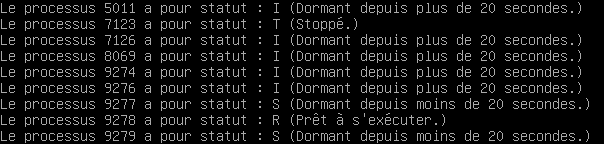 Le processus 5011 a pour statut : I (Dormant depuis plus de 20 secondes.)
Le processus 7123 a pour statut : T (Stoppé.)
Le processus 7126 a pour statut : I (Dormant depuis plus de 20 secondes.)
Le processus 8069 a pour statut : I (Dormant depuis plus de 20 secondes.)
Le processus 9274 a pour statut : I (Dormant depuis plus de 20 secondes.)
Le processus 9276 a pour statut : I (Dormant depuis plus de 20 secondes.)
Le processus 9277 a pour statut : S (Dormant depuis moins de 20 secondes.)
Le processus 9278 a pour statut : R (Prêt à s'exécuter.)
Le processus 9279 a pour statut : S (Dormant depuis moins de 20 secondes.)